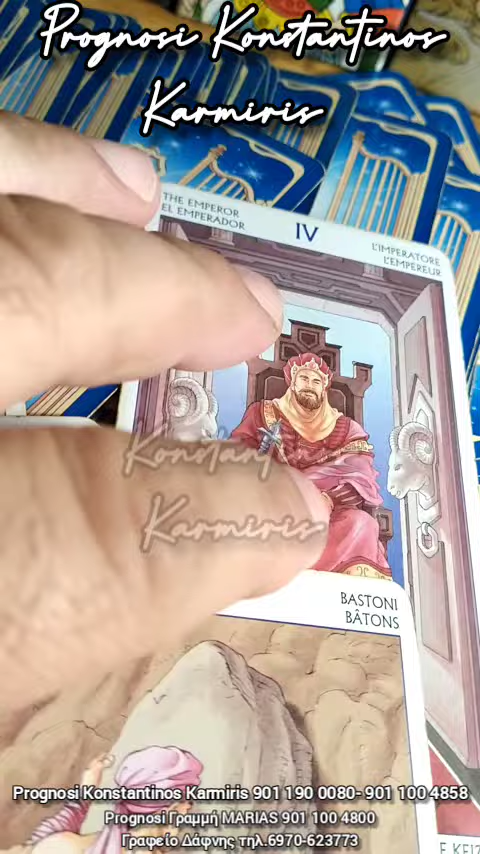 Prognosi Konstantinos
Karmiris
THE EMPEROR
EL EMPERADOR
IV
L'IMPERATORE
L'EMPEREUR
Konstantinos
Karmiris
BASTONI
BÂTONS
Prognosi Konstantinos Karmiris 901 190 0080- 901 100 4858
Prognosi Γραμμή MARIAS 901 100 4800
Γραφείο Δάφνης τηλ.6970-623773